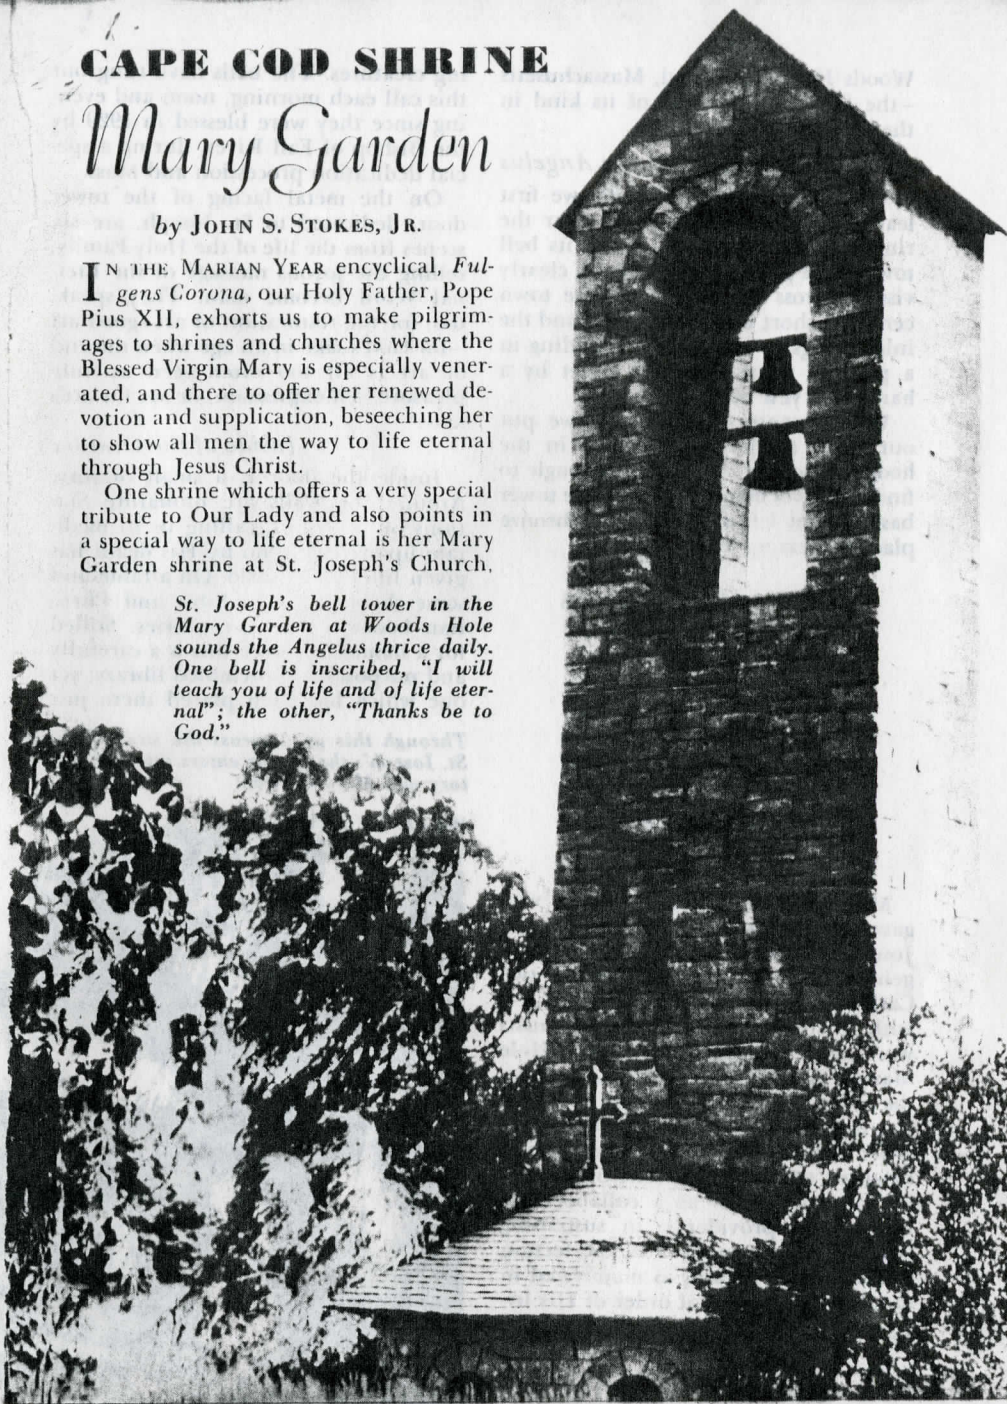 CAPE COD SHRINE
Mary Garden
by JOHN S. STOKES, JR.
IN THE MARIAN YEAR encyclical, Ful-
gens Corona, our Holy Father, Pope
Pius XII, exhorts us to make pilgrim-
ages to shrines and churches where the
Blessed Virgin Mary is especially vener-
ated, and there to offer her renewed de-
votion and supplication, beseeching her
to show all men the way to life eternal
through Jesus Christ.
One shrine which offers a very special
tribute to Our Lady and also points in
a special way to life eternal is her Mary
Garden shrine at St. Joseph's Church,
St. Joseph's bell tower in the
Mary Garden at Woods Hole
sounds the Angelus thrice daily.
One bell is inscribed, "I will
teach you of life and of life eter-
nal"; the other, "Thanks be to
God."